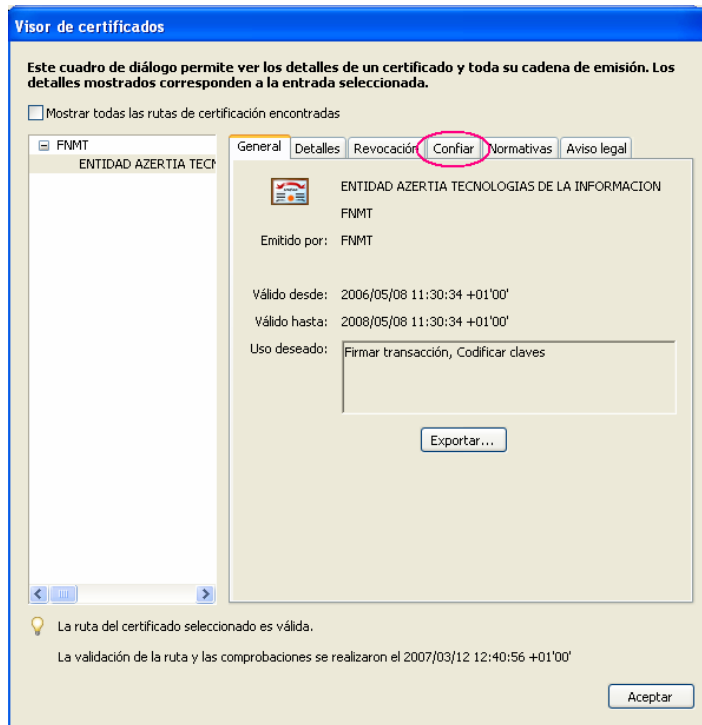 Visor de certificados
Este cuadro de diálogo permite ver los detalles de un certificado y toda su cadena de emisión. Los
detalles mostrados corresponden a la entrada seleccionada.
Mostrar todas las rutas de certificación encontradas
FNMT
ENTIDAD AZERTIA TECN
General Detalles Revocación Confiar Normativas Aviso legal
ENTIDAD AZERTIA TECNOLOGIAS DE LA INFORMACION
FNMT
Emitido por: FNMT
Válido desde: 2006/05/08 11:30:34 +01'00'
Válido hasta: 2008/05/08 11:30:34 +01'00'
Uso deseado: Firmar transacción, Codificar claves
Exportar...
La ruta del certificado seleccionado es válida.
La validación de la ruta y las comprobaciones se realizaron el 2007/03/12 12:40:56 +01'00'
Aceptar